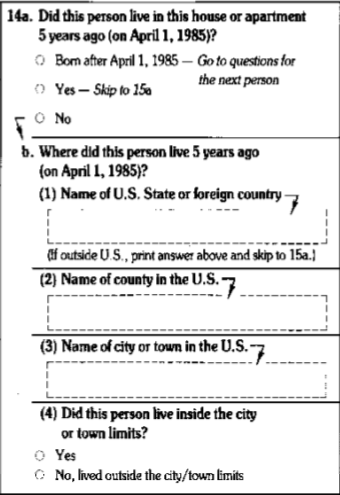 14a. Did this person live in this house or apartment
5 years ago (on April 1, 1985)?
Born after April 1, 1985 — Go to questions for
the next person
Yes — Skip to 15a
No
b. Where did this person live 5 years ago
(on April 1, 1985)?
(1) Name of U.S. State or foreign country
(If outside U.S., print answer above and skip to 15a.)
(2) Name of county in the U.S.
(3) Name of city or town in the U.S.
(4) Did this person live inside the city
or town limits?
Yes
No, lived outside the city/town limits